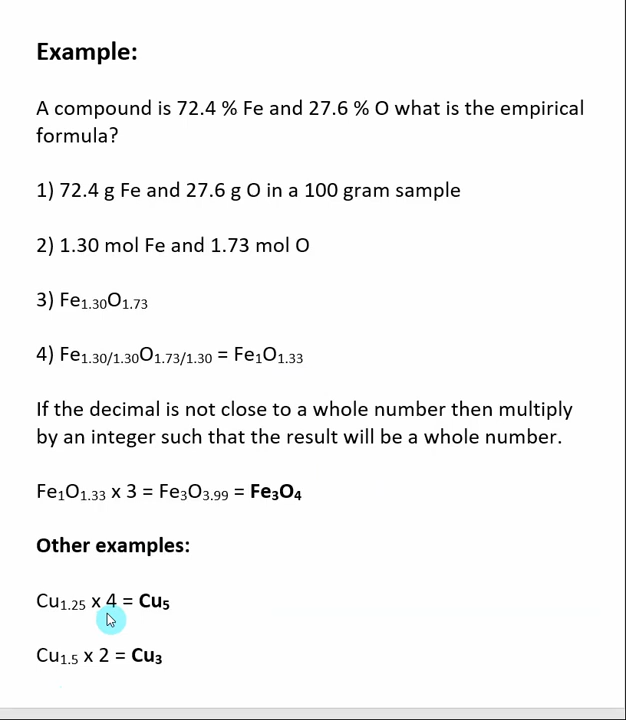 Example:
A compound is 72.4 % Fe and 27.6 % O what is the empirical
formula?
1) 72.4 g Fe and 27.6 g O in a 100 gram sample
2) 1.30 mol Fe and 1.73 mol O
3) Fe₁.₃₀O₁.₇₃
4) Fe₁.₃₀/₁.₃₀O₁.₇₃/₁.₃₀ = Fe₁O₁.₃₃
If the decimal is not close to a whole number then multiply
by an integer such that the result will be a whole number.
Fe₁O₁.₃₃ x 3 = Fe₃O₃.₉₉ = Fe₃O₄
Other examples:
Cu₁.₂₅ x 4 = Cu₅
Cu₁.₅ x 2 = Cu₃